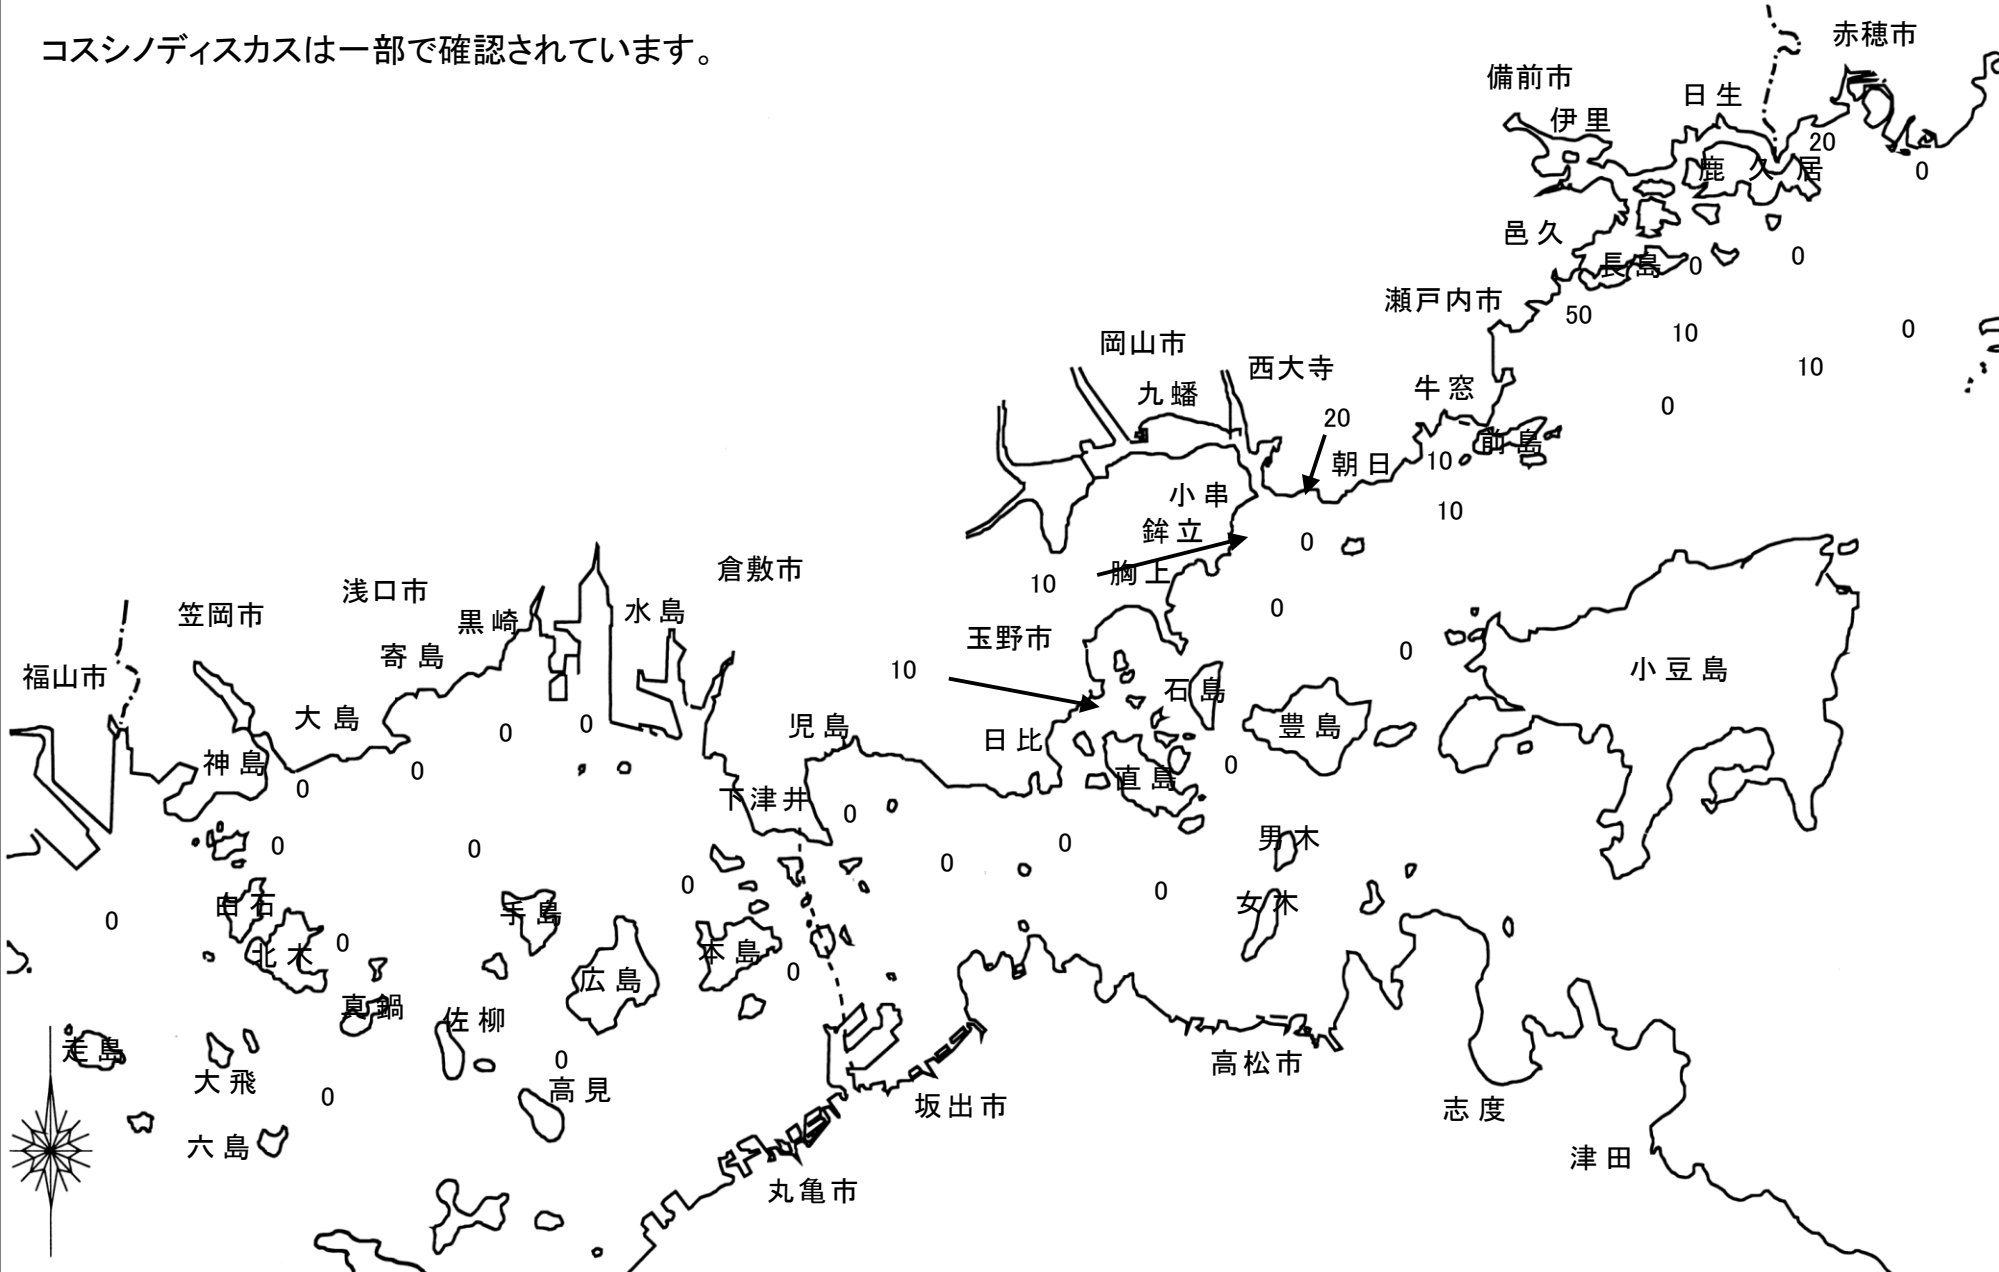 コスシノディスカスは一部で確認されています。
赤穂市
備前市
日生
伊里
20
鹿久居
0
邑久
0
長島
0
瀬戸内市
50
10
0
岡山市
西大寺
10
九蟠
牛窓
0
20
前島
朝日
10
小串
10
鉾立
0
倉敷市
胸上
10
浅口市
0
笠岡市
水島
黒崎
玉野市
寄島
0
福山市
10
小豆島
石島
大島
0
児島
豊島
0
日比
神島
0
0
直島
0
下津井
0
男木
0
0
0
0
0
0
女木
白石
手島
0
0
本島
北木
0
広島
真鍋
佐柳
走島
0
高松市
大飛
高見
0
坂出市
志度
六島
津田
丸亀市